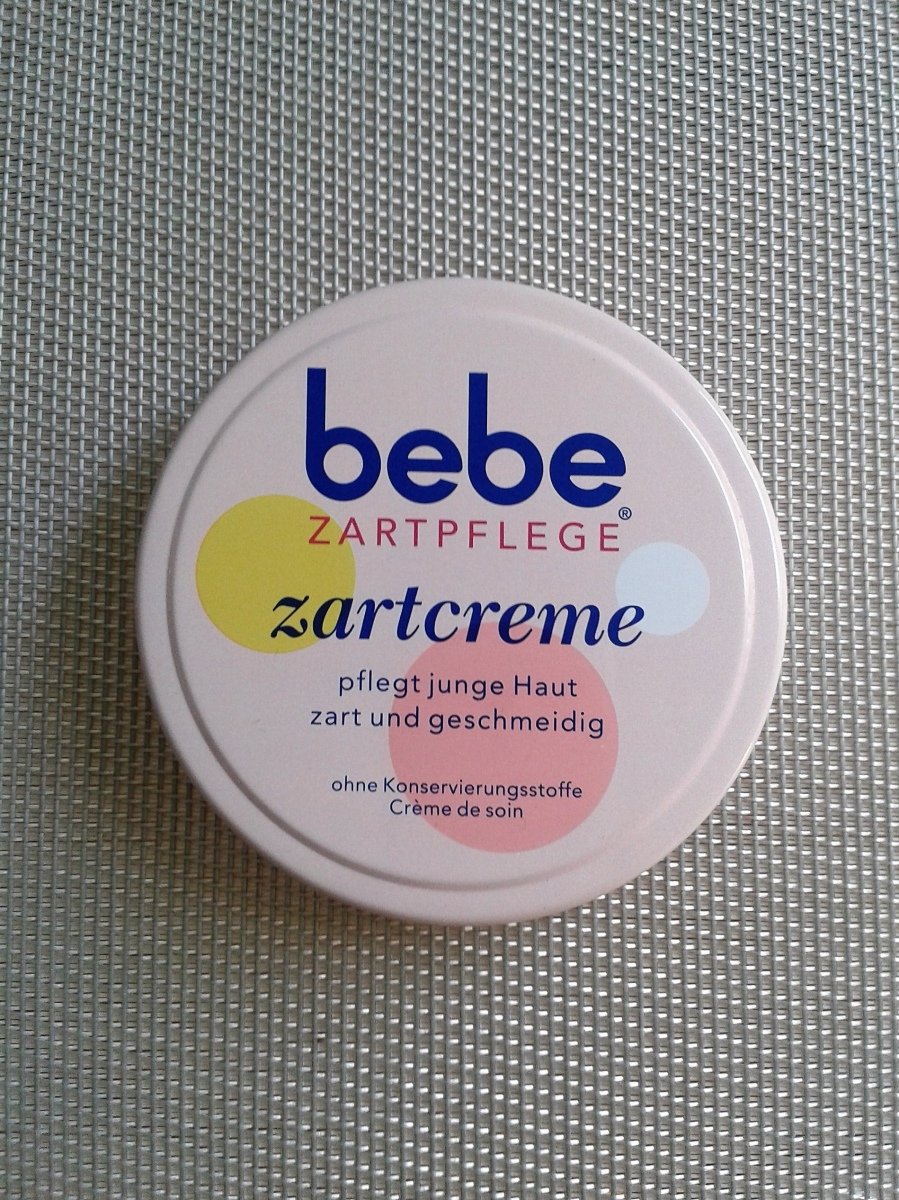 bebe®
ZARTPFLEGE
zartcreme
pflegt junge Haut
zart und geschmeidig
ohne Konservierungsstoffe
Crème de soin